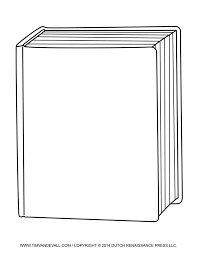 WWW.TIMVANDEVALL.COM | COPYRIGHT © 2014 DUTCH RENAISSANCE PRESS LLC.